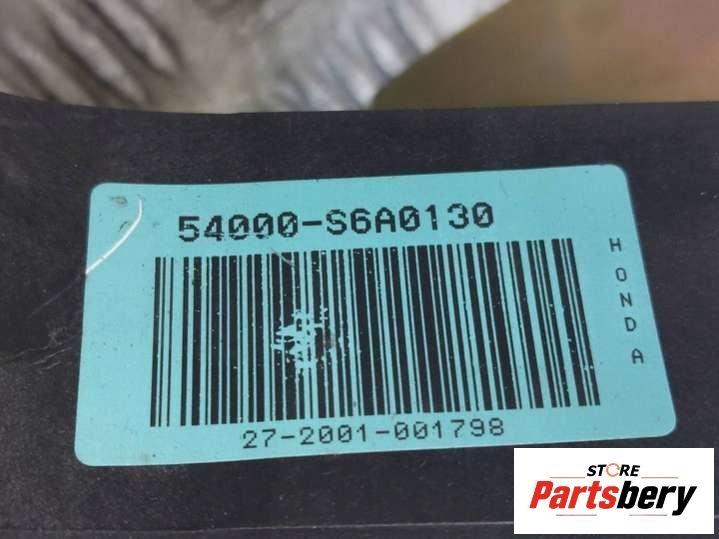 54000-S6A0130
HONDA
27-2001-001798
STORE
Partsbery